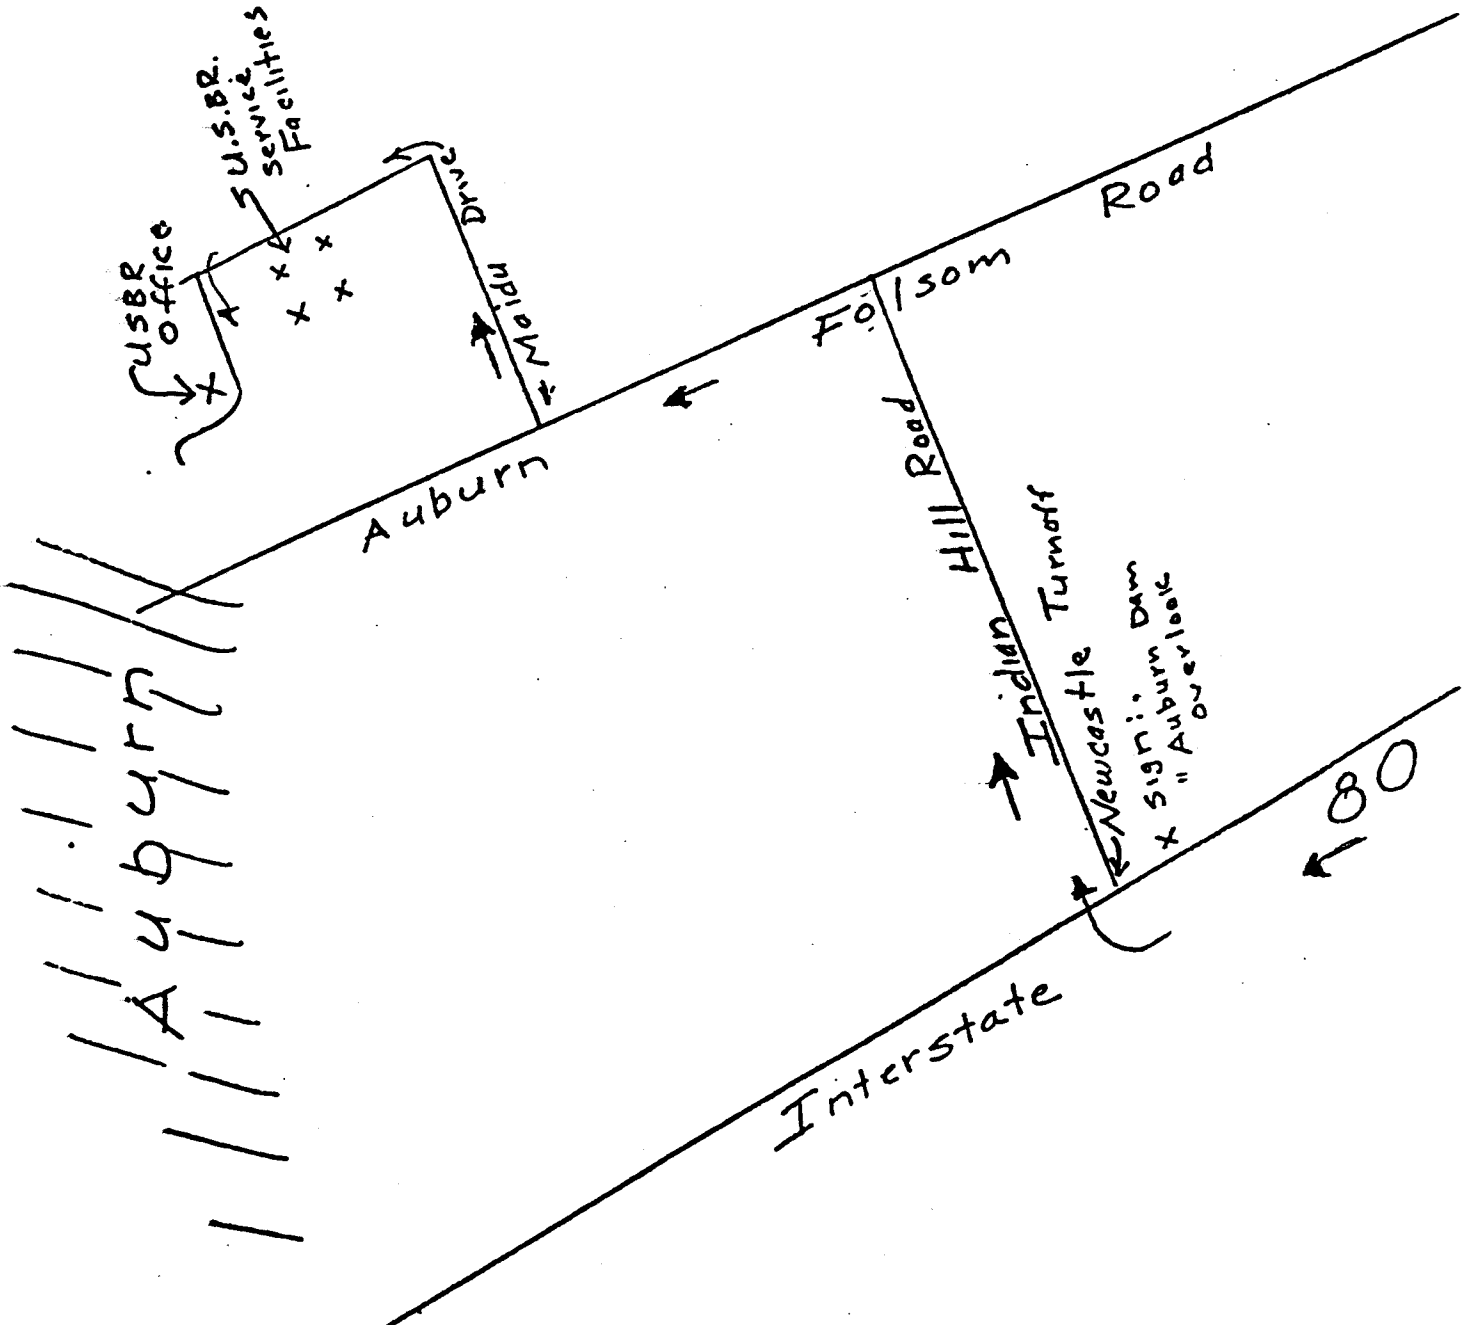 U.S.B.R.
Service
Facilities
USBR
Office
Maidu Drive
Auburn Folsom Road
Indian Hill Road
Newcastle Turnoff
x sign:
" Auburn Dam
overlook
Auburn
Interstate 80